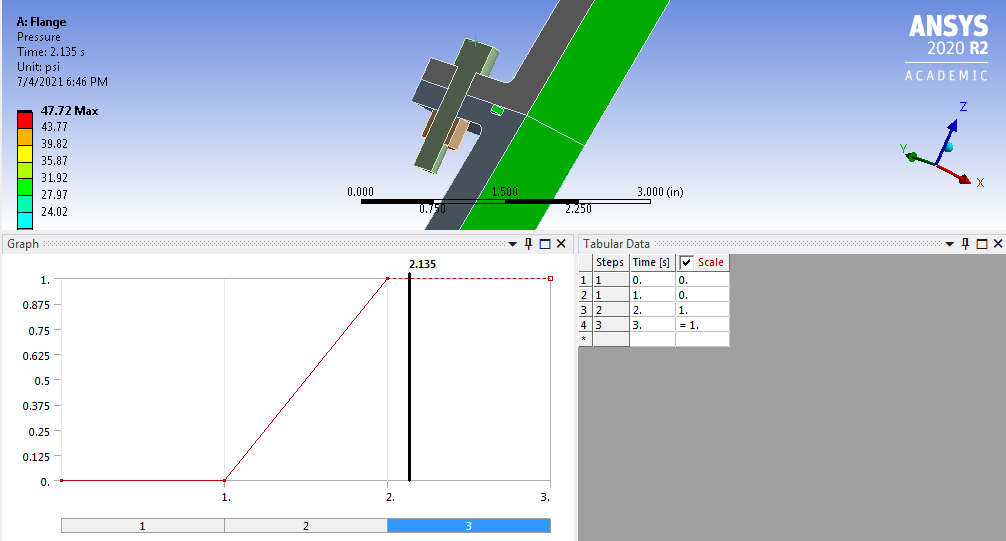 A: Flange
Pressure
Time: 2.135 s
Unit: psi
7/4/2021 6:46 PM
47.72 Max
43.77
39.82
35.87
31.92
27.97
24.02
ANSYS
2020 R2
ACADEMIC
Z
Y
X
0.000 1.500 3.000 (in)
0.750 2.250
Graph
2.135
1.
0.875
0.75
0.625
0.5
0.375
0.25
0.125
0.
1. 2. 3.
1 2 3
Tabular Data
Steps Time [s] Scale
1 1 0. 0.
2 1 1. 0.
3 2 2. 1.
4 3 3. = 1.
*